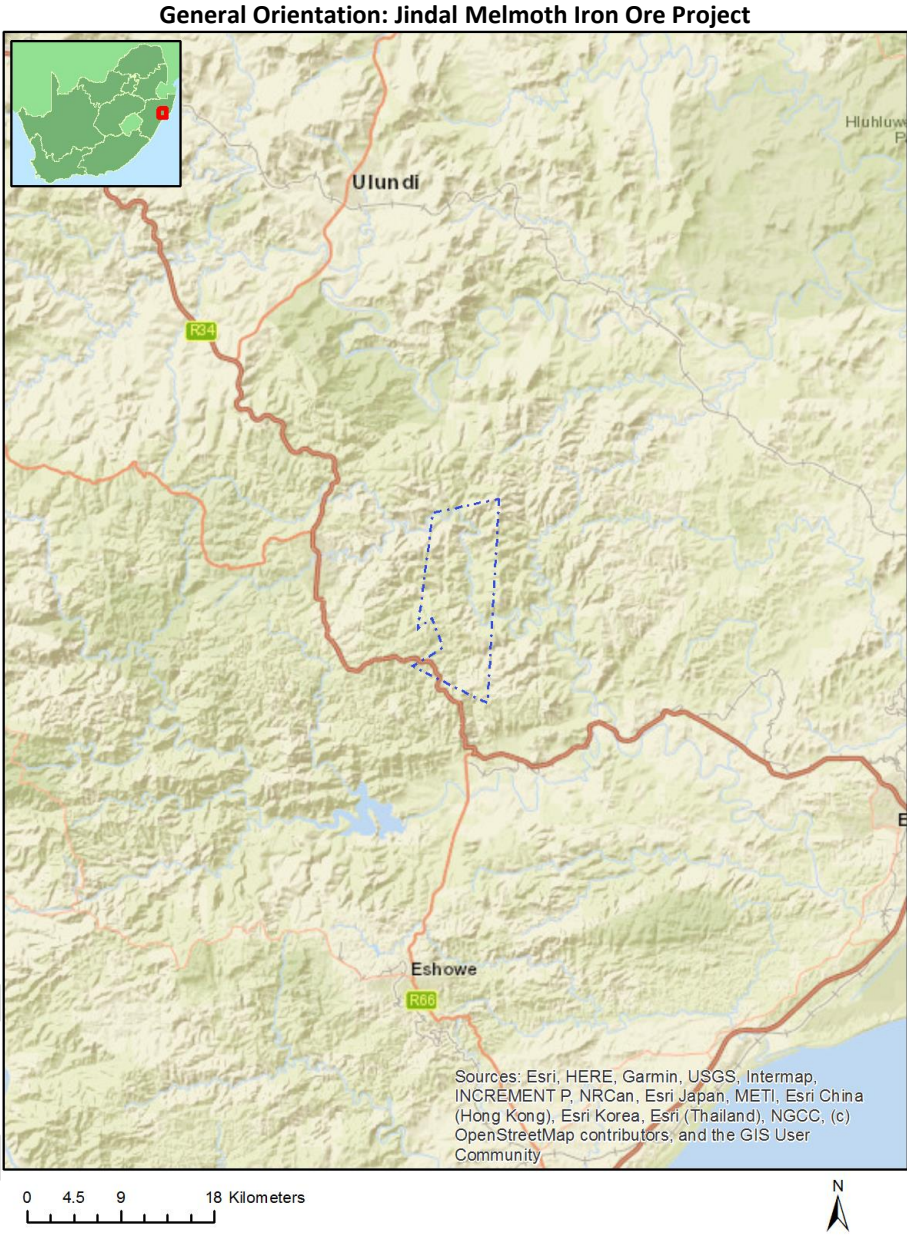 General Orientation: Jindal Melmoth Iron Ore Project
Hluhluw
P
Ulundi
R34
E
Eshowe
R66
Sources: Esri, HERE, Garmin, USGS, Intermap,
INCREMENT P, NRCan, Esri Japan, METI, Esri China
(Hong Kong), Esri Korea, Esri (Thailand), NGCC, (c)
OpenStreetMap contributors, and the GIS User
Community
0 4.5 9 18 Kilometers
N